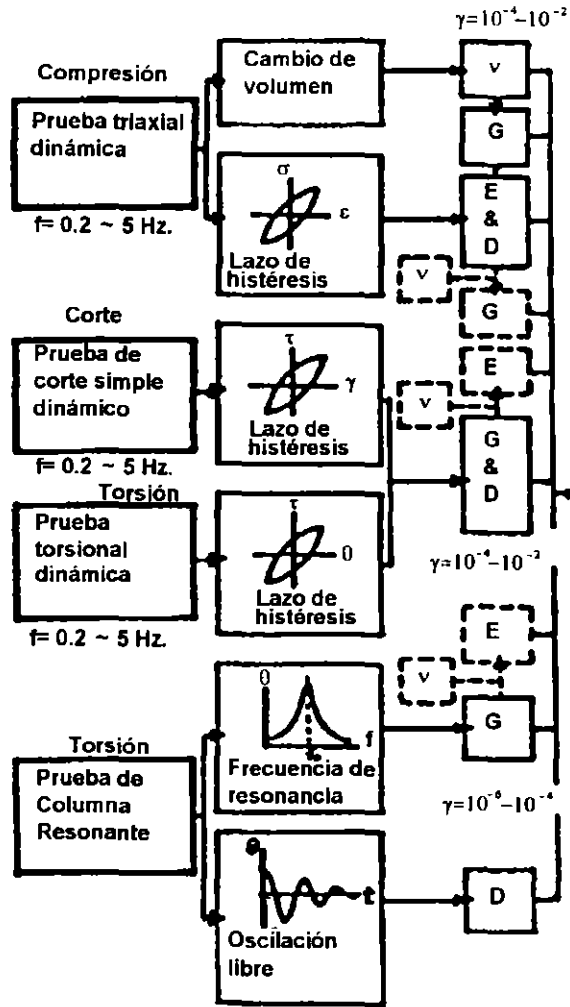 γ=10⁻⁴–10⁻²
Compresión
Prueba triaxial
dinámica
f= 0.2 ~ 5 Hz.
Cambio de
volumen
ν
G
σ
ε
Lazo de
histéresis
E
&
D
ν
G
Corte
Prueba de
corte simple
dinámico
f= 0.2 ~ 5 Hz.
τ
γ
Lazo de
histéresis
E
ν
G
&
D
Torsión
Prueba
torsional
dinámica
f= 0.2 ~ 5 Hz.
τ
θ
Lazo de
histéresis
γ=10⁻⁴–10⁻²
E
ν
G
Torsión
Prueba de
Columna
Resonante
θ
f
Frecuencia de
resonancia
γ=10⁻⁶–10⁻⁴
θ
t
Oscilación
libre
D